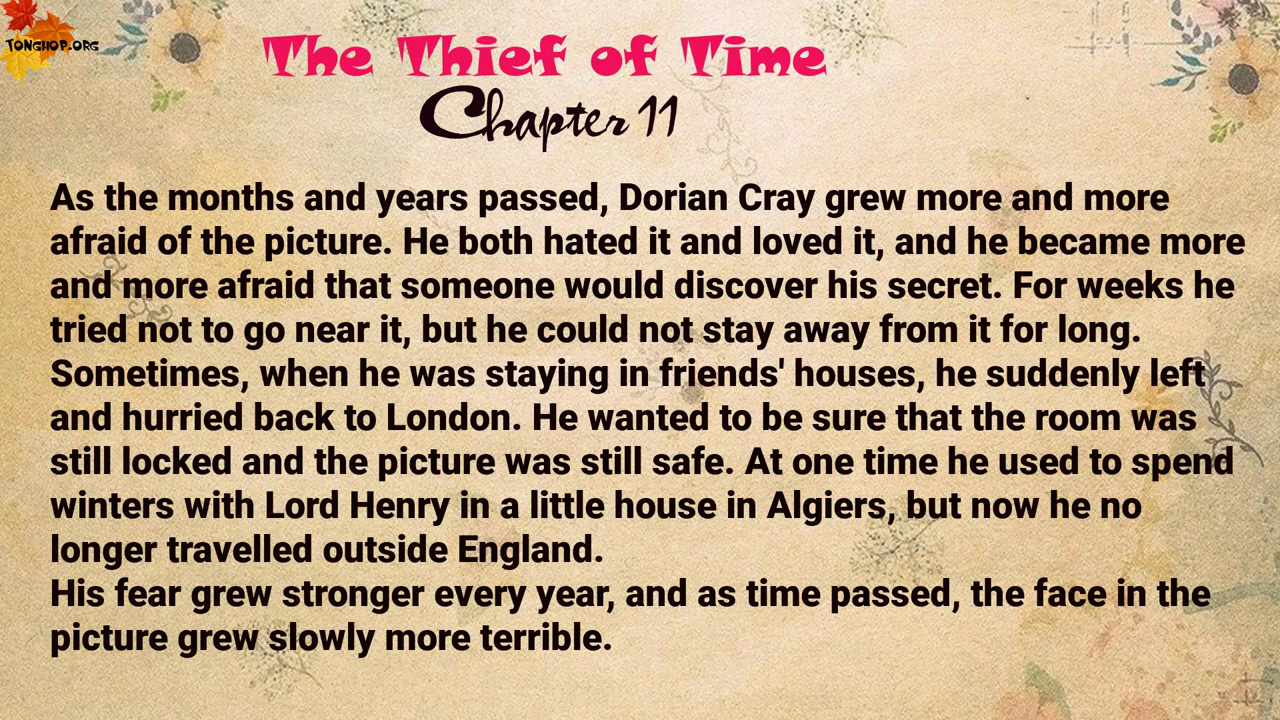 TONGHOP.ORG
The Thief of Time
Chapter 11
As the months and years passed, Dorian Cray grew more and more
afraid of the picture. He both hated it and loved it, and he became more
and more afraid that someone would discover his secret. For weeks he
tried not to go near it, but he could not stay away from it for long.
Sometimes, when he was staying in friends' houses, he suddenly left
and hurried back to London. He wanted to be sure that the room was
still locked and the picture was still safe. At one time he used to spend
winters with Lord Henry in a little house in Algiers, but now he no
longer travelled outside England.
His fear grew stronger every year, and as time passed, the face in the
picture grew slowly more terrible.